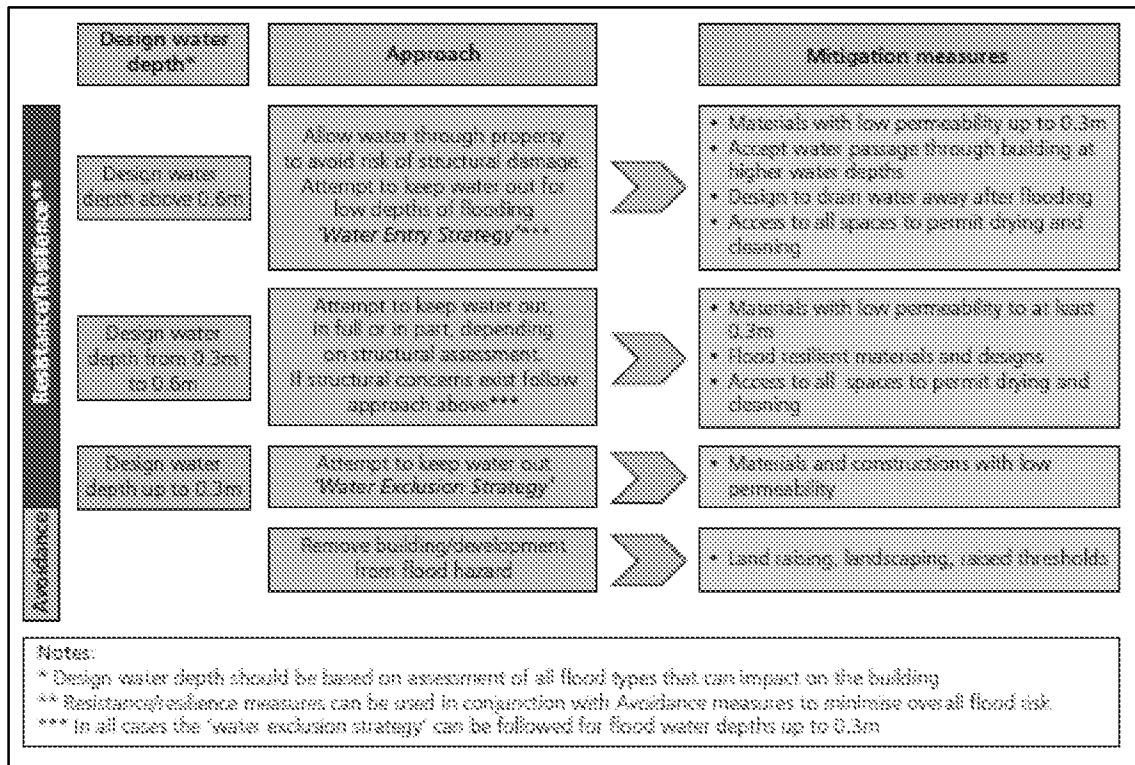 Design water
depth*
Approach
Mitigation measures
Resistance/Resilience**
Design water
depth above 0.6m
Allow water through property
to avoid risk of structural damage.
Attempt to keep water out for
low depths of flooding
'Water Entry Strategy'***
• Materials with low permeability up to 0.3m
• Accept water passage through building at
higher water depths
• Design to drain water away after flooding
• Access to all spaces to permit drying and
cleaning
Design water
depth from 0.3m
to 0.6m
Attempt to keep water out,
in full or in part, depending
on structural assessment.
If structural concerns exist follow
approach above***
• Materials with low permeability to at least
0.3m
• Flood resilient materials and designs
• Access to all spaces to permit drying and
cleaning
Design water
depth up to 0.3m
Attempt to keep water out
'Water Exclusion Strategy'
• Materials and constructions with low
permeability
Avoidance
Remove building/development
from flood hazard
• Land raising, landscaping, raised thresholds
Notes:
* Design water depth should be based on assessment of all flood types that can impact on the building
** Resistance/resilience measures can be used in conjunction with Avoidance measures to minimise overall flood risk
*** In all cases the 'water exclusion strategy' can be followed for flood water depths up to 0.3m